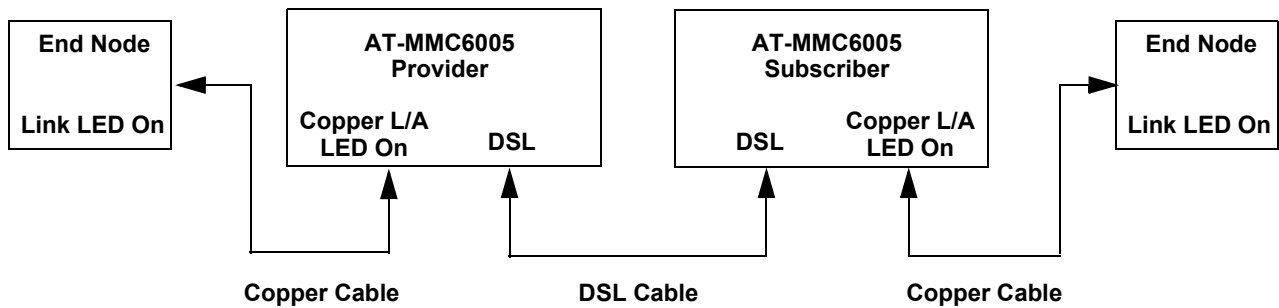 End Node
Link LED On
AT-MMC6005
Provider
Copper L/A
LED On
DSL
AT-MMC6005
Subscriber
DSL
Copper L/A
LED On
End Node
Link LED On
Copper Cable
DSL Cable
Copper Cable